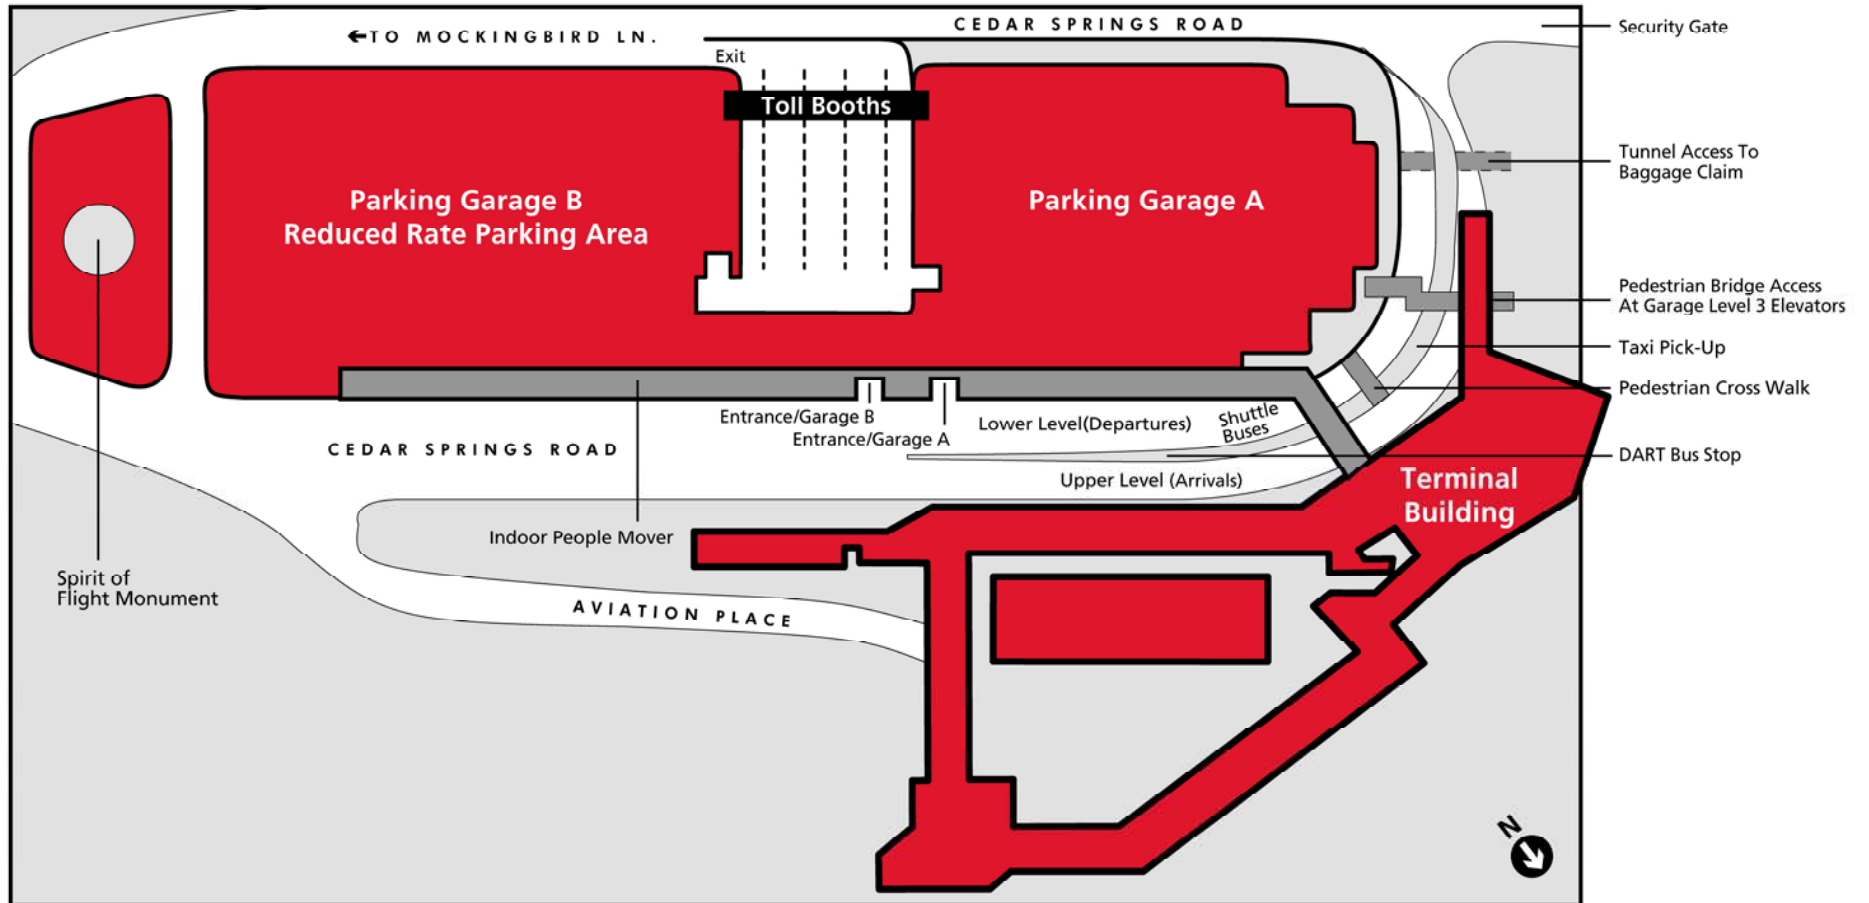 CEDAR SPRINGS ROAD
Security Gate
←TO MOCKINGBIRD LN.
Exit
Toll Booths
Tunnel Access To
Baggage Claim
Parking Garage B
Reduced Rate Parking Area
Parking Garage A
Pedestrian Bridge Access
At Garage Level 3 Elevators
Taxi Pick-Up
Pedestrian Cross Walk
Entrance/Garage B
Entrance/Garage A
Lower Level(Departures)
Shuttle
Buses
CEDAR SPRINGS ROAD
DART Bus Stop
Upper Level (Arrivals)
Terminal
Building
Indoor People Mover
Spirit of
Flight Monument
AVIATION PLACE
N